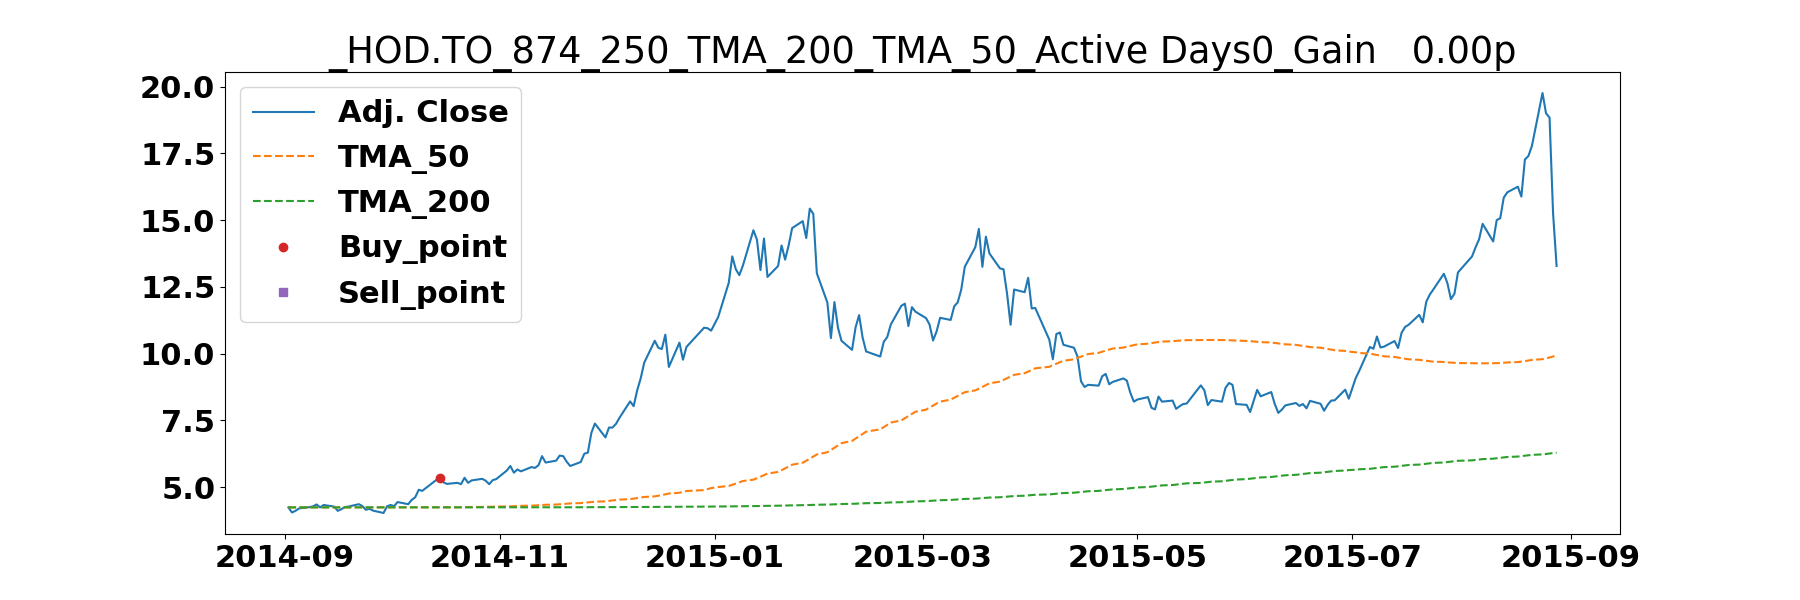 _HOD.TO_874_250_TMA_200_TMA_50_Active Days0_Gain   0.00p
20.0
17.5
15.0
12.5
10.0
7.5
5.0
Adj. Close
TMA_50
TMA_200
Buy_point
Sell_point
2014-09 2014-11 2015-01 2015-03 2015-05 2015-07 2015-09